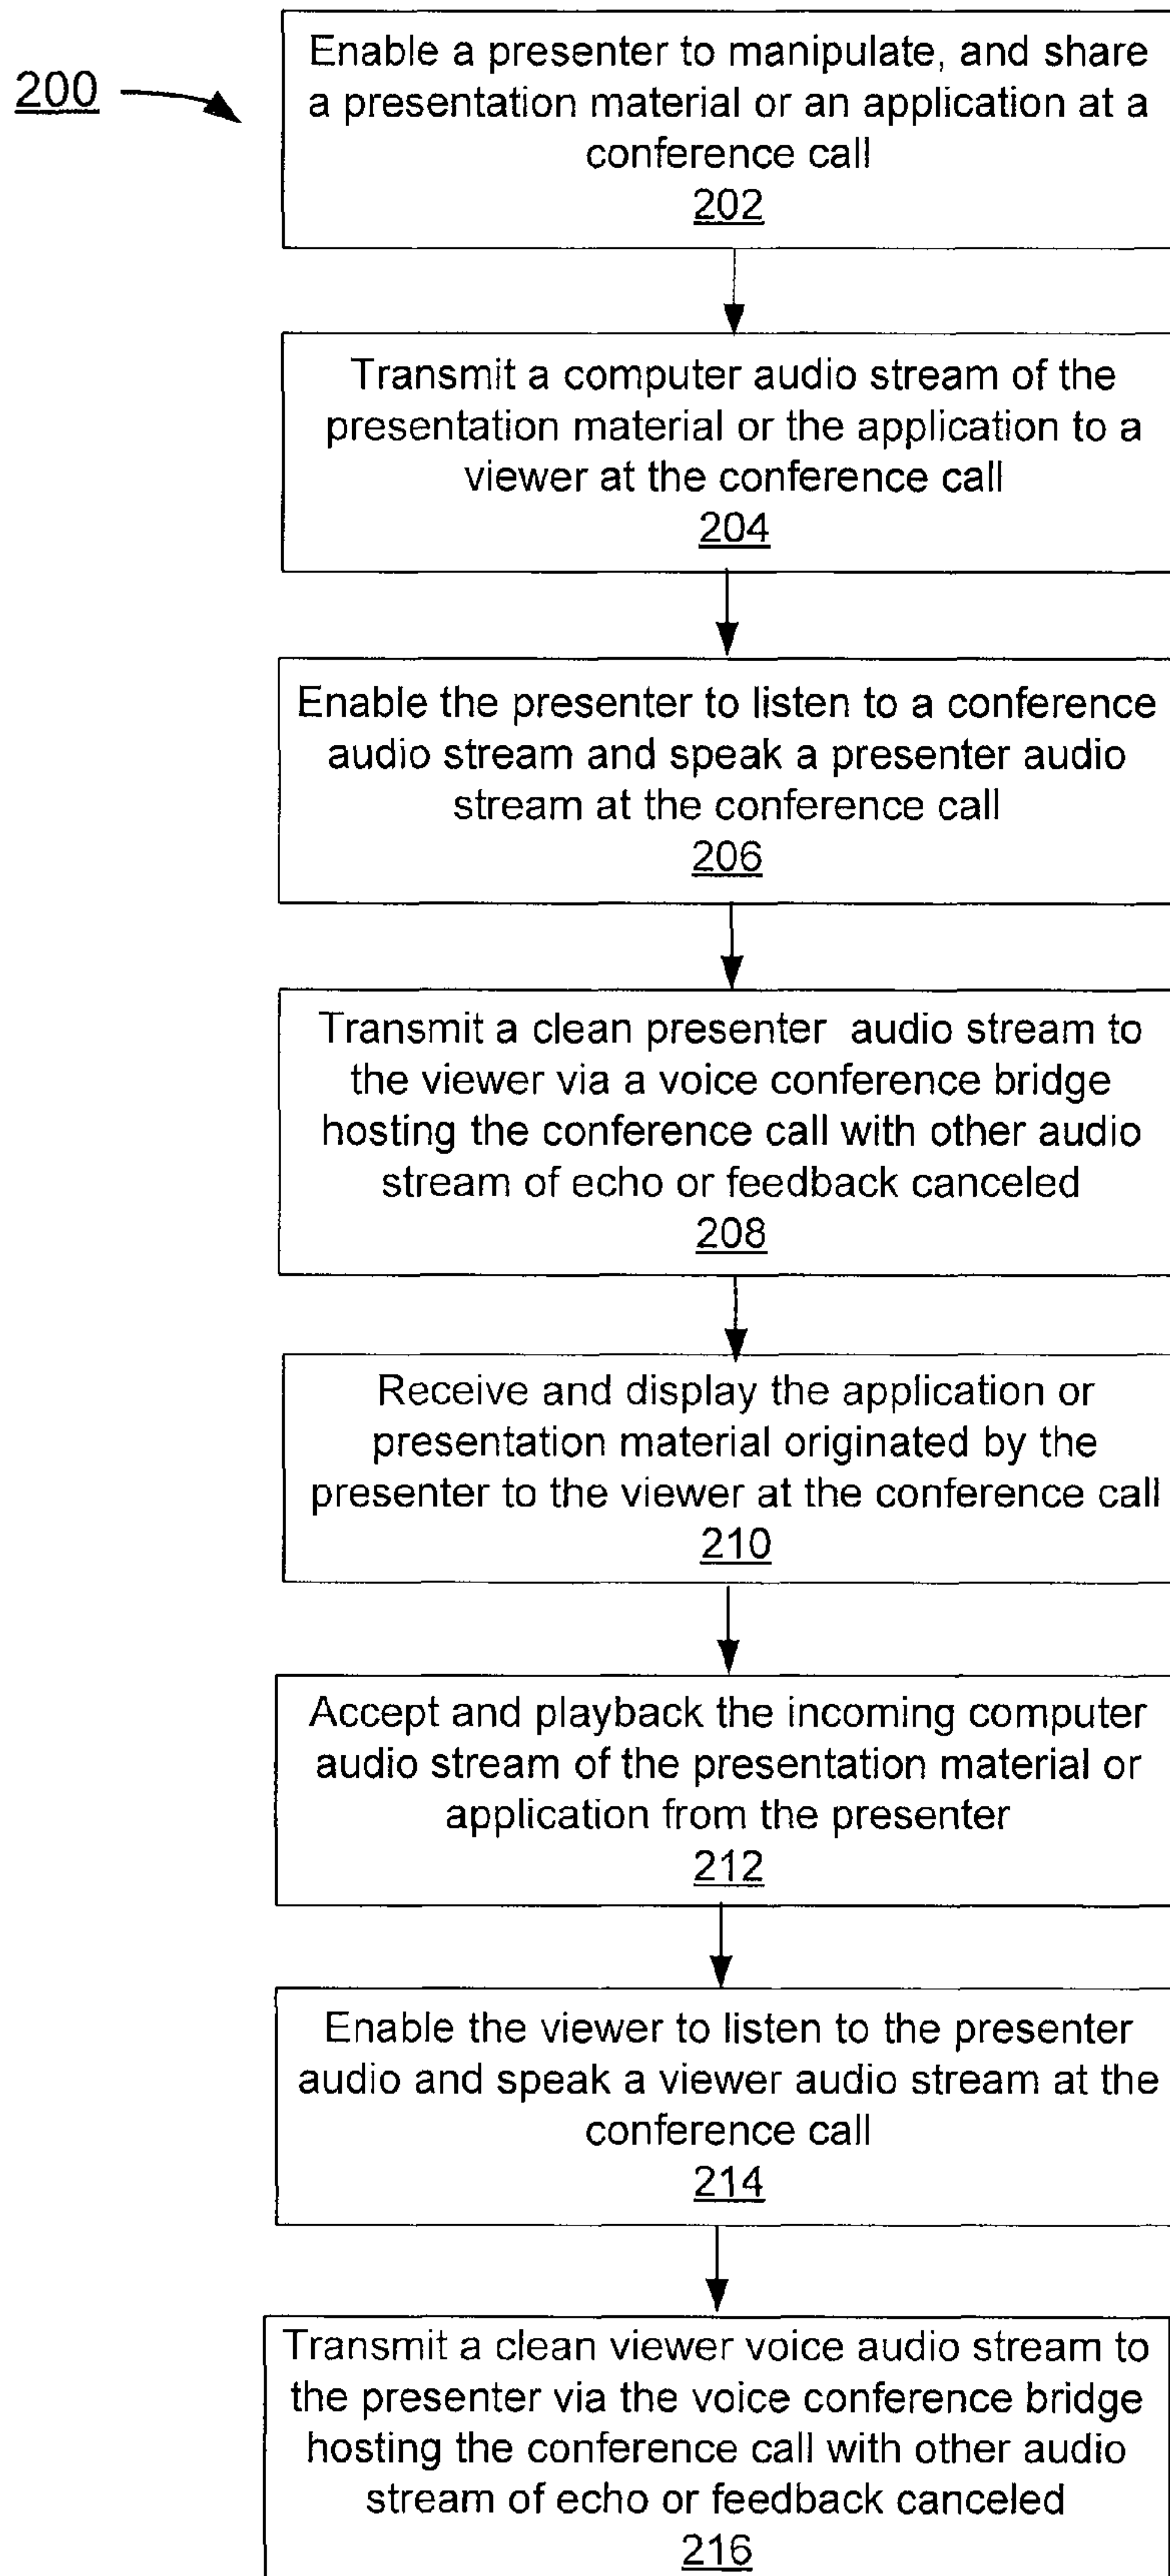 200
Enable a presenter to manipulate, and share
a presentation material or an application at a
conference call
202
Transmit a computer audio stream of the
presentation material or the application to a
viewer at the conference call
204
Enable the presenter to listen to a conference
audio stream and speak a presenter audio
stream at the conference call
206
Transmit a clean presenter audio stream to
the viewer via a voice conference bridge
hosting the conference call with other audio
stream of echo or feedback canceled
208
Receive and display the application or
presentation material originated by the
presenter to the viewer at the conference call
210
Accept and playback the incoming computer
audio stream of the presentation material or
application from the presenter
212
Enable the viewer to listen to the presenter
audio and speak a viewer audio stream at the
conference call
214
Transmit a clean viewer voice audio stream to
the presenter via the voice conference bridge
hosting the conference call with other audio
stream of echo or feedback canceled
216